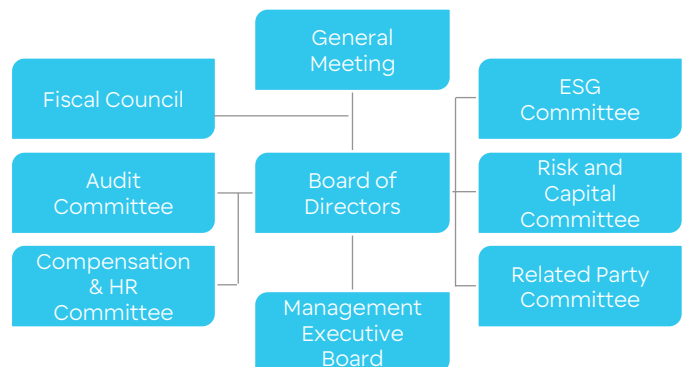 General
Meeting
Fiscal Council
ESG
Committee
Audit
Committee
Board of
Directors
Risk and
Capital
Committee
Compensation
& HR
Committee
Related Party
Committee
Management
Executive
Board